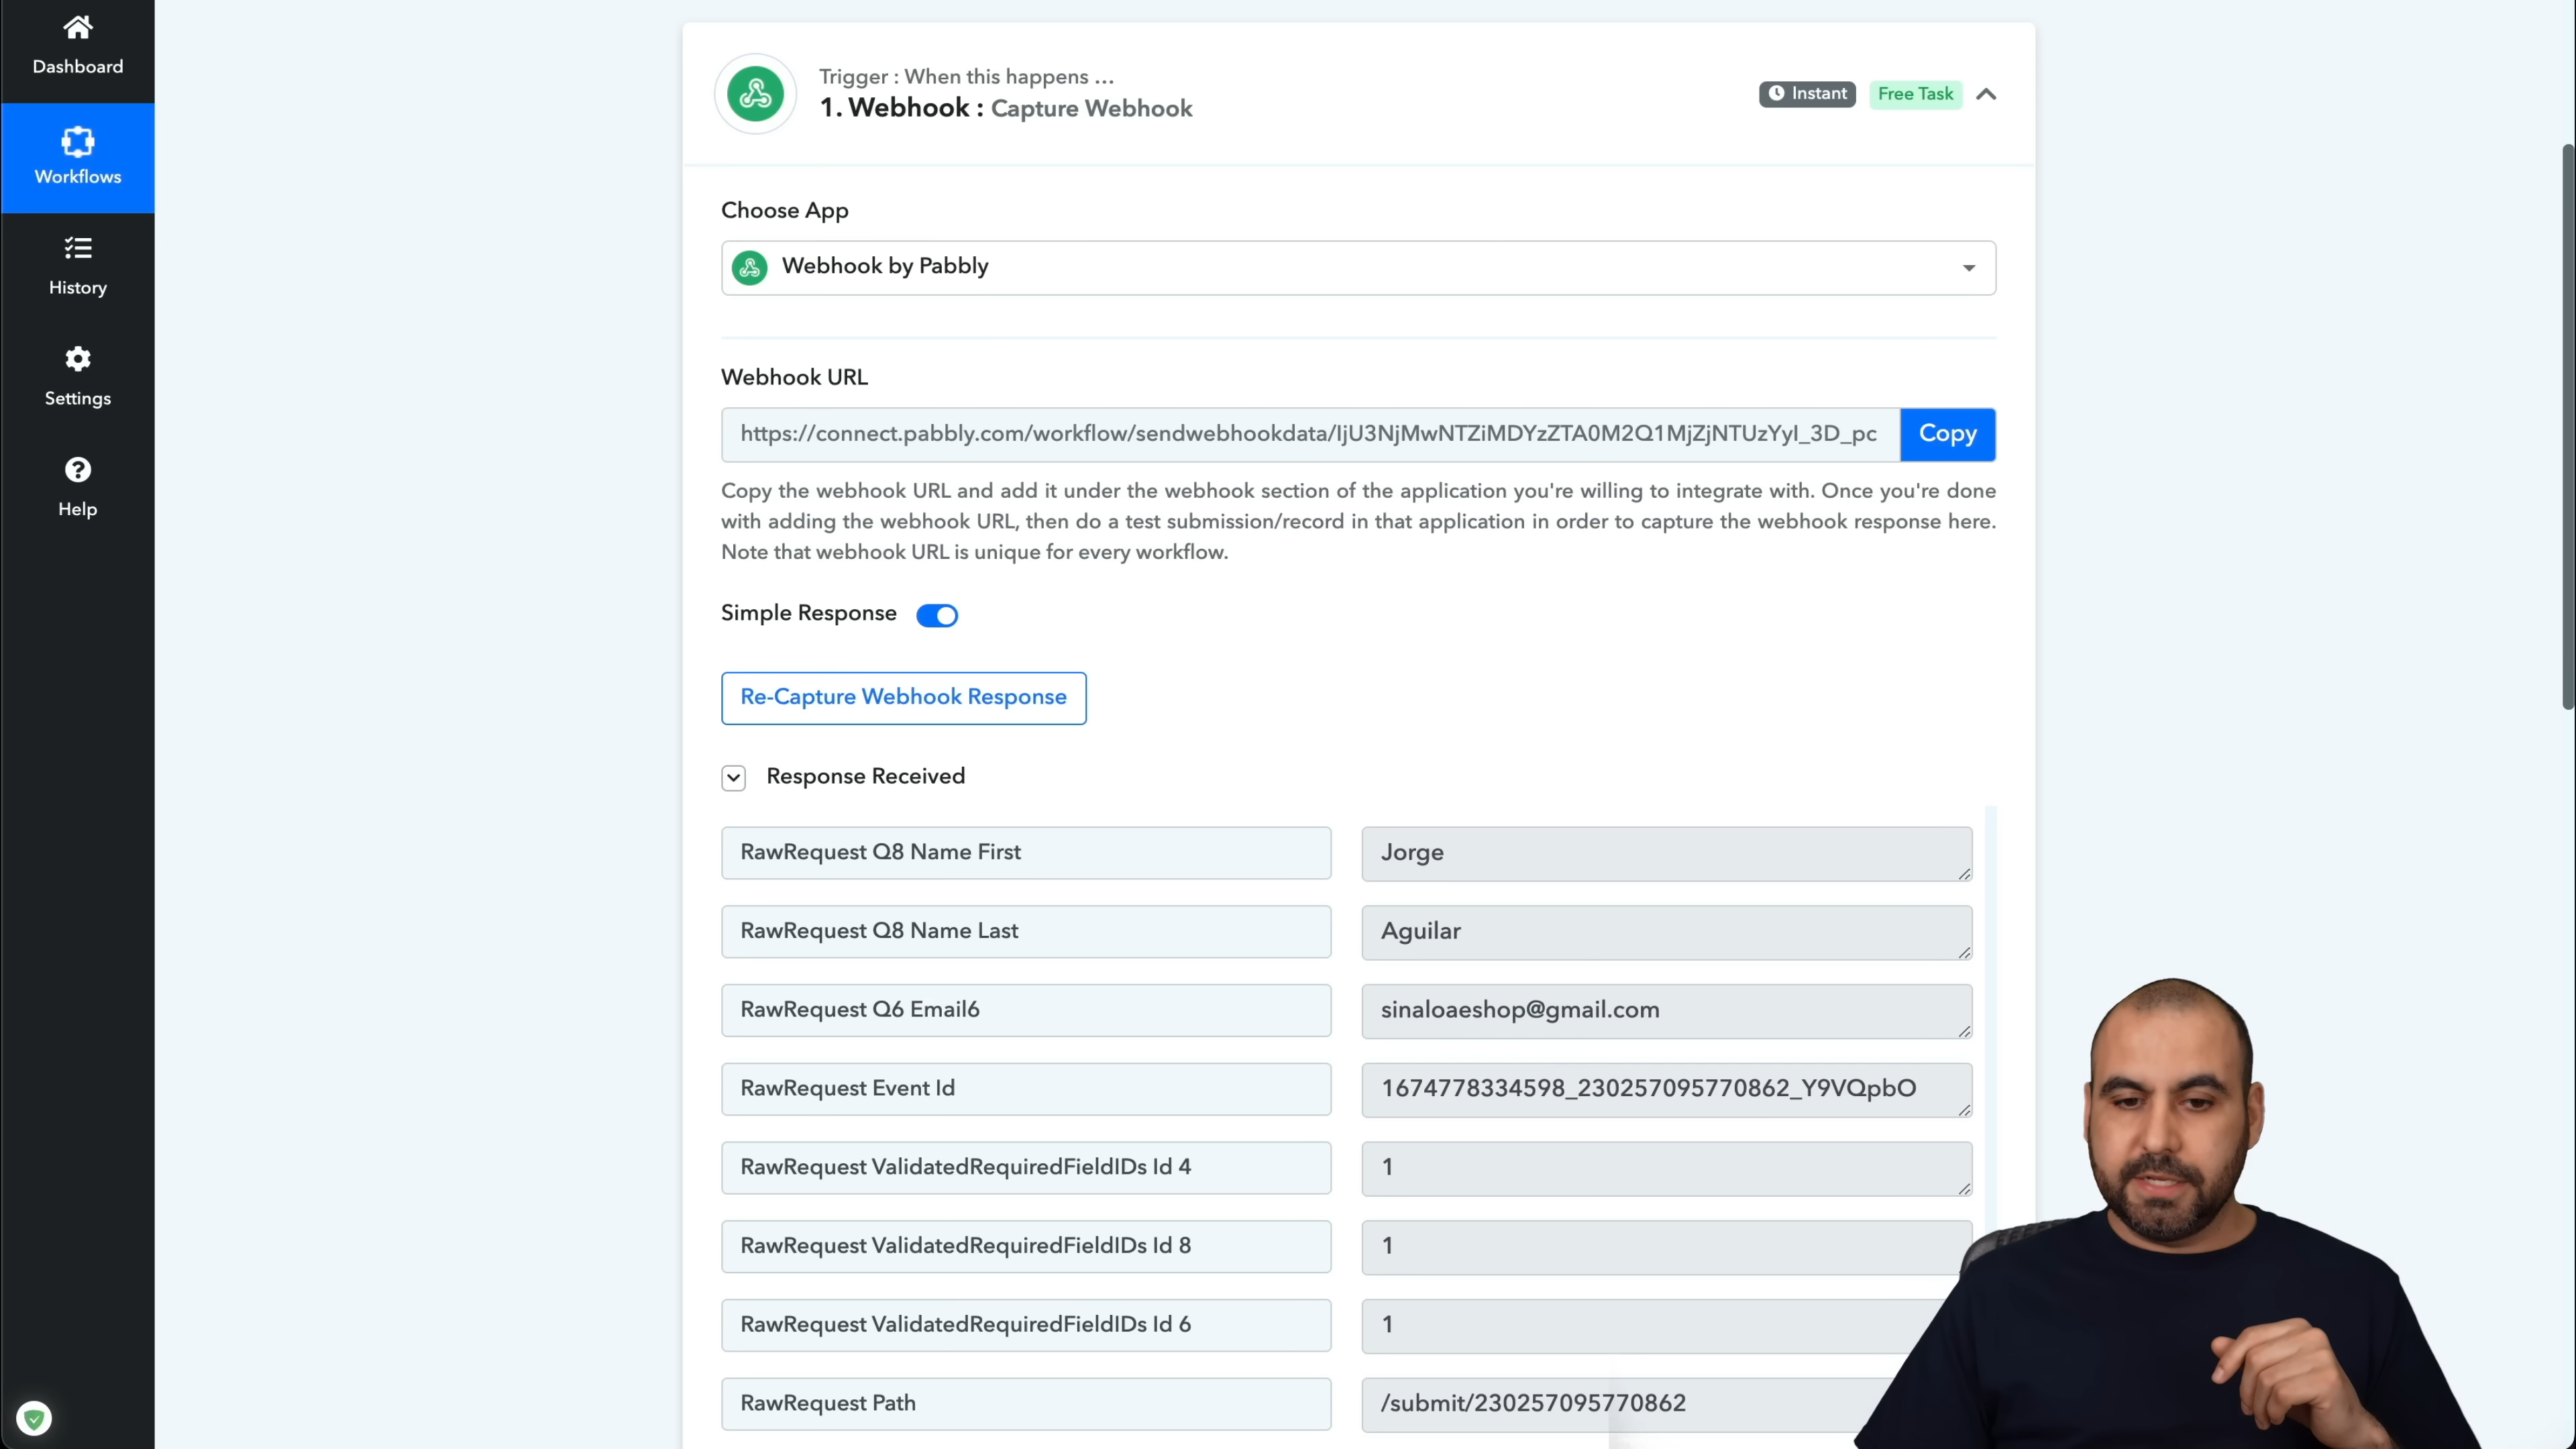 Dashboard
Workflows
History
Settings
Help
Trigger : When this happens ...
1. Webhook : Capture Webhook
Instant
Free Task
Choose App
Webhook by Pabbly
Webhook URL
https://connect.pabbly.com/workflow/sendwebhookdata/IjU3NjMwNTZiMDYzZTA0M2Q1MjZjNTUzYyI_3D_pc
Copy
Copy the webhook URL and add it under the webhook section of the application you're willing to integrate with. Once you're done
with adding the webhook URL, then do a test submission/record in that application in order to capture the webhook response here.
Note that webhook URL is unique for every workflow.
Simple Response
Re-Capture Webhook Response
Response Received
RawRequest Q8 Name First
Jorge
RawRequest Q8 Name Last
Aguilar
RawRequest Q6 Email6
sinaloaeshop@gmail.com
RawRequest Event Id
1674778334598_230257095770862_Y9VQpbO
RawRequest ValidatedRequiredFieldIDs Id 4
1
RawRequest ValidatedRequiredFieldIDs Id 8
1
RawRequest ValidatedRequiredFieldIDs Id 6
1
RawRequest Path
/submit/230257095770862